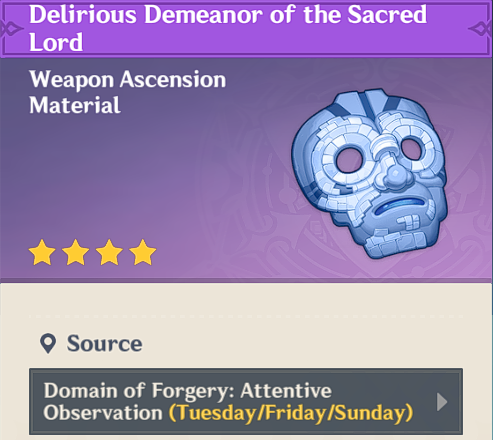 Delirious Demeanor of the Sacred
Lord
Weapon Ascension
Material
Source
Domain of Forgery: Attentive
Observation (Tuesday/Friday/Sunday)